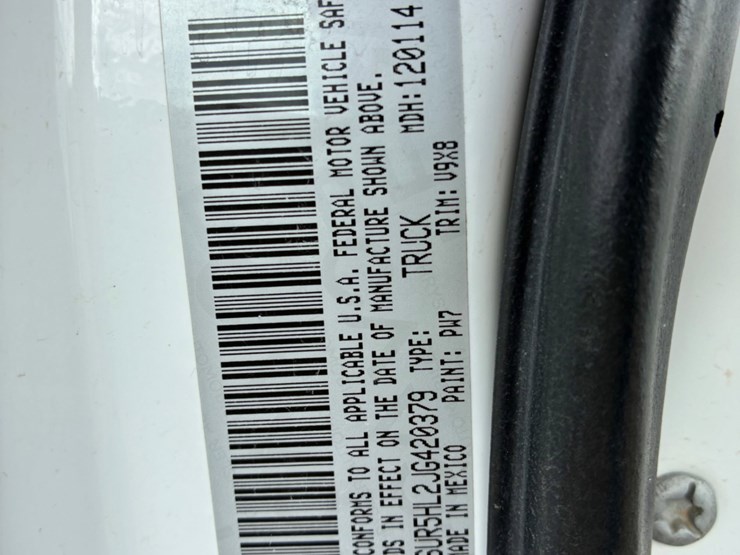 CONFORMS TO ALL APPLICABLE U.S.A. FEDERAL MOTOR VEHICLE SAF
DS IN EFFECT ON THE DATE OF MANUFACTURE SHOWN ABOVE.
UR5HL2JG420379 TYPE: TRUCK MDH:120114
ADE IN MEXICO PAINT: PW7 TRIM: V9X8